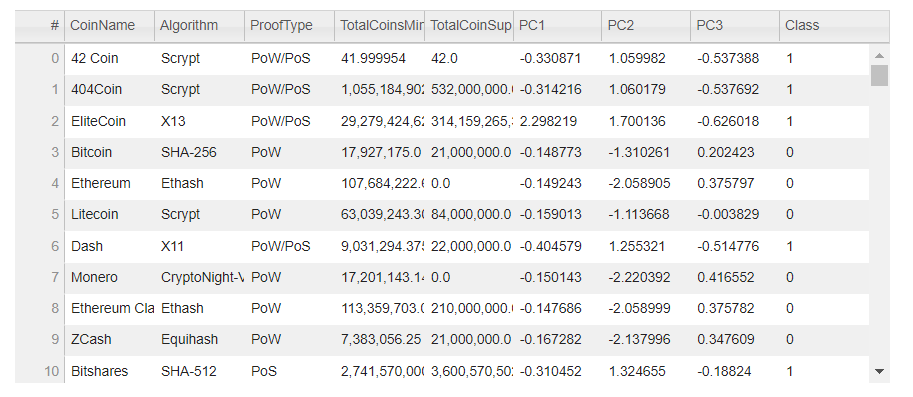 # CoinName Algorithm ProofType TotalCoinsMin TotalCoinSup PC1 PC2 PC3 Class
0 42 Coin Scrypt PoW/PoS 41.999954 42.0 -0.330871 1.059982 -0.537388 1
1 404Coin Scrypt PoW/PoS 1,055,184,902 532,000,000.0 -0.314216 1.060179 -0.537692 1
2 EliteCoin X13 PoW/PoS 29,279,424,62 314,159,265, 2.298219 1.700136 -0.626018 1
3 Bitcoin SHA-256 PoW 17,927,175.0 21,000,000.0 -0.148773 -1.310261 0.202423 0
4 Ethereum Ethash PoW 107,684,222.6 0.0 -0.149243 -2.058905 0.375797 0
5 Litecoin Scrypt PoW 63,039,243.30 84,000,000.0 -0.159013 -1.113668 -0.003829 0
6 Dash X11 PoW/PoS 9,031,294.375 22,000,000.0 -0.404579 1.255321 -0.514776 1
7 Monero CryptoNight-V PoW 17,201,143.14 0.0 -0.150143 -2.220392 0.416552 0
8 Ethereum Cla Ethash PoW 113,359,703.0 210,000,000.0 -0.147686 -2.058999 0.375782 0
9 ZCash Equihash PoW 7,383,056.25 21,000,000.0 -0.167282 -2.137996 0.347609 0
10 Bitshares SHA-512 PoS 2,741,570,000 3,600,570,502 -0.310452 1.324655 -0.18824 1